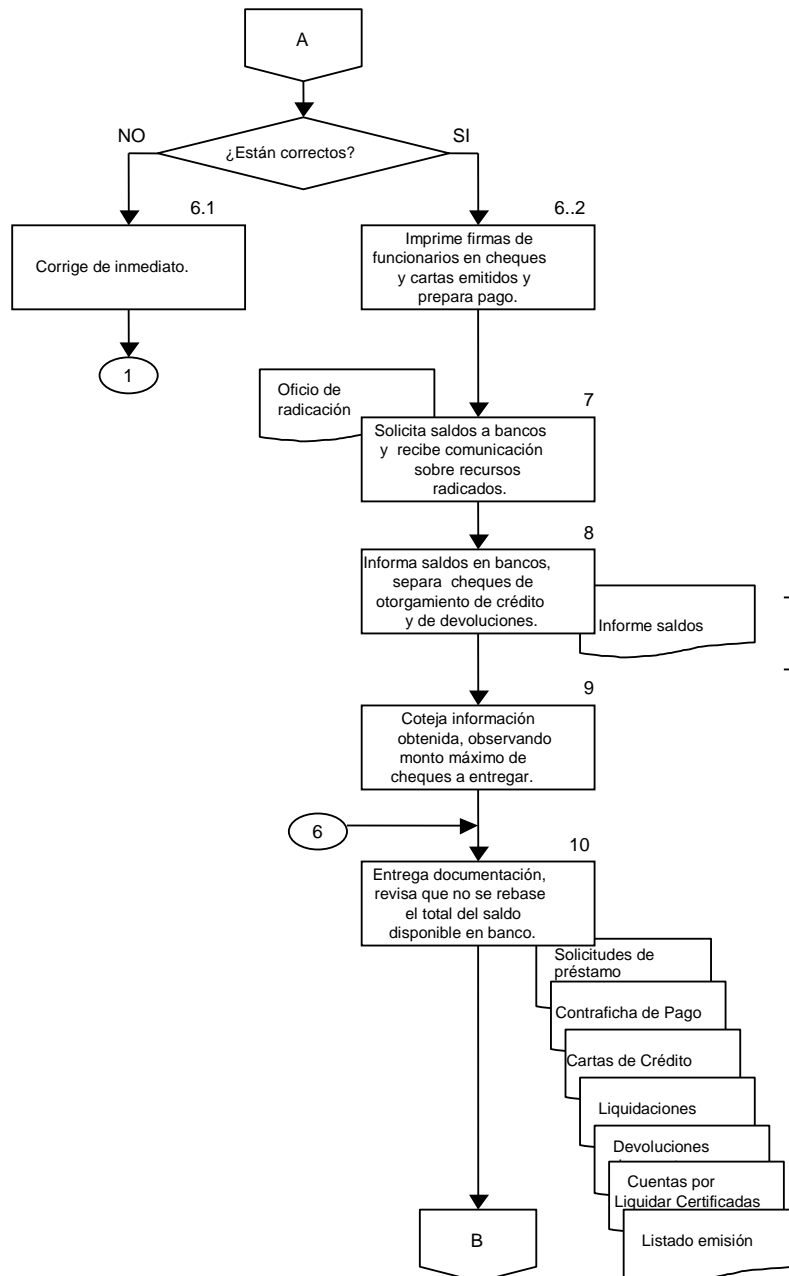 A
NO
SI
¿Están correctos?
6.1
6..2
Corrige de inmediato.
Imprime firmas de
funcionarios en cheques
y cartas emitidos y
prepara pago.
1
Oficio de
radicación
7
Solicita saldos a bancos
y recibe comunicación
sobre recursos
radicados.
8
Informa saldos en bancos,
separa cheques de
otorgamiento de crédito
y de devoluciones.
Informe saldos
9
Coteja información
obtenida, observando
monto máximo de
cheques a entregar.
6
10
Entrega documentación,
revisa que no se rebase
el total del saldo
disponible en banco.
Solicitudes de
préstamo
Contraficha de Pago
Cartas de Crédito
Liquidaciones
Devoluciones
Cuentas por
Liquidar Certificadas
Listado emisión
B